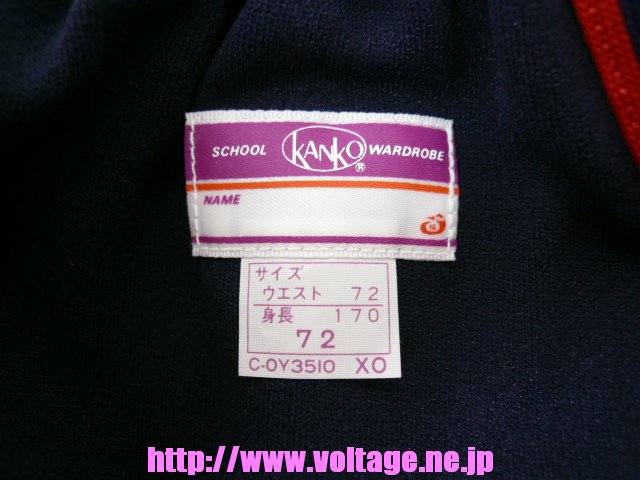 SCHOOL KANKO® WARDROBE
NAME
サイズ
ウエスト 72
身長 170
72
C-OY3510 XO
http://www.voltage.ne.jp